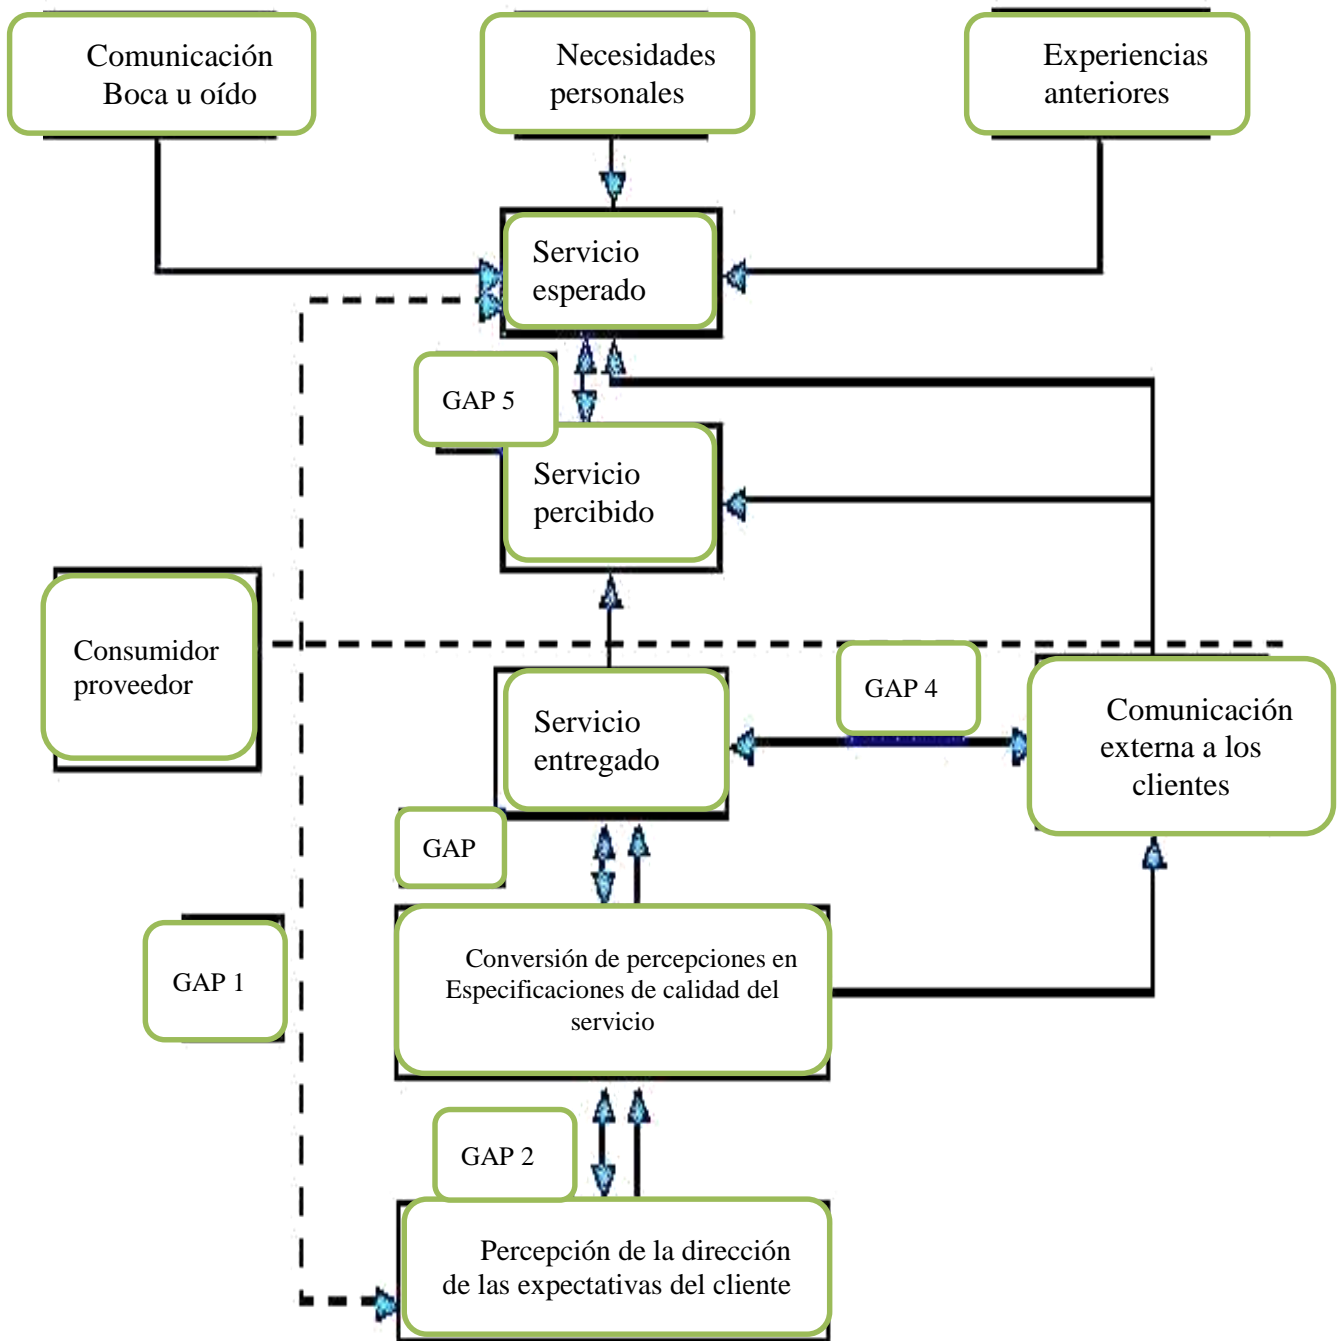 Comunicación
Boca u oído
Necesidades
personales
Experiencias
anteriores
Servicio
esperado
GAP 5
Servicio
percibido
Consumidor
proveedor
Servicio
entregado
GAP 4
Comunicación
externa a los
clientes
GAP
Conversión de percepciones en
Especificaciones de calidad del
servicio
GAP 1
GAP 2
Percepción de la dirección
de las expectativas del cliente